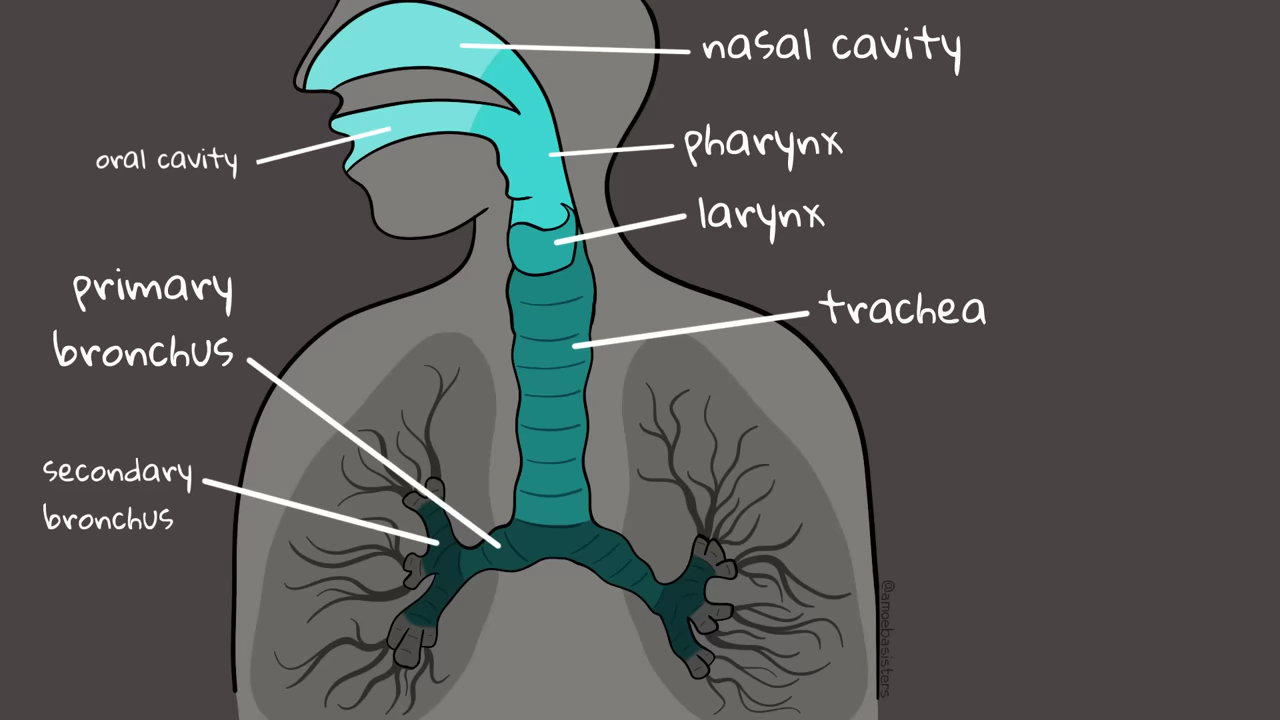 nasal cavity
pharynx
oral cavity
larynx
primary
bronchus
trachea
secondary
bronchus
@amoebasisters